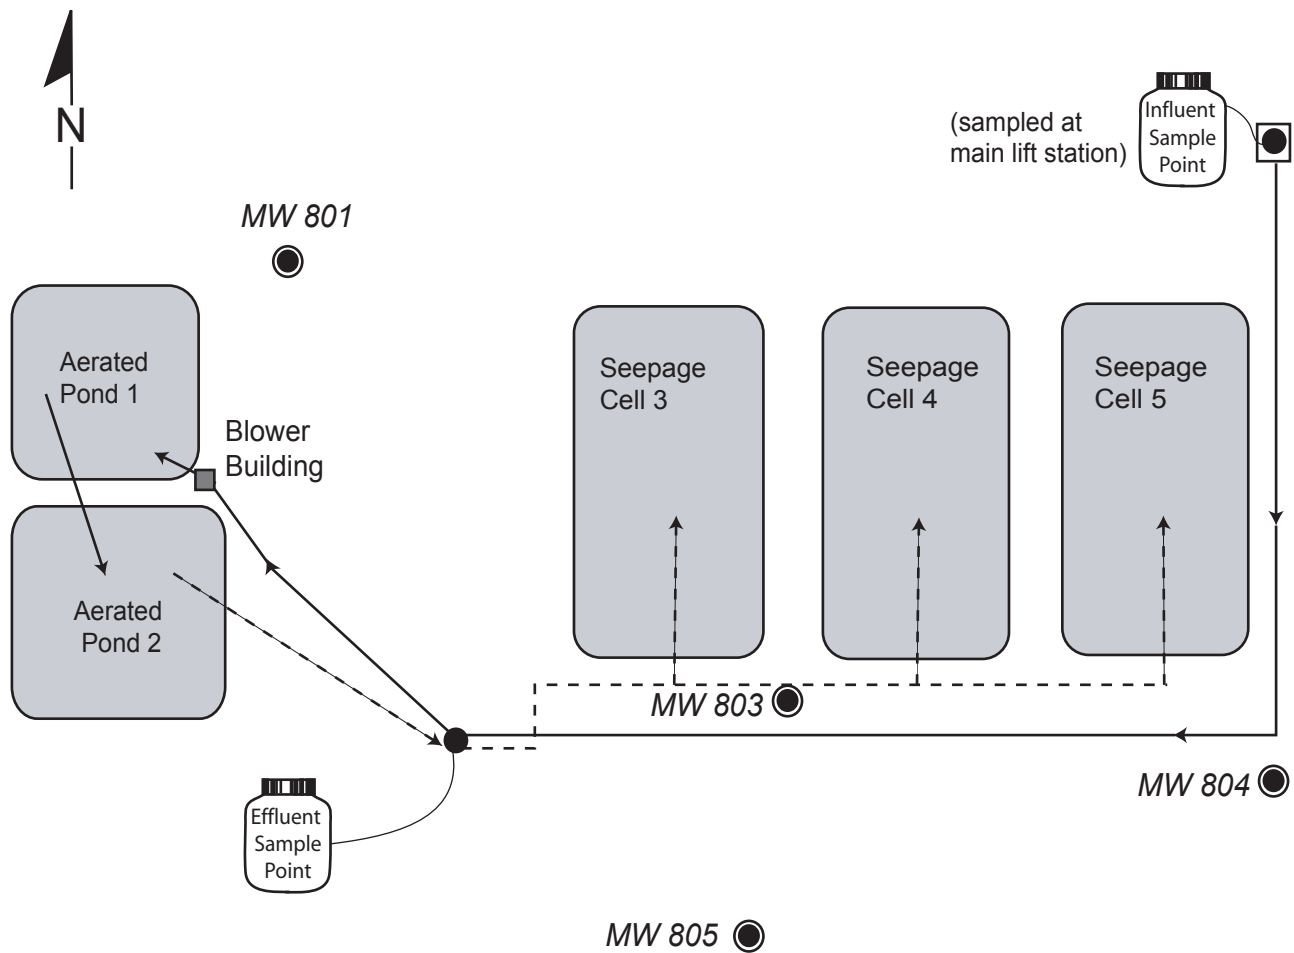 N
(sampled at
main lift station)
Influent
Sample
Point
MW 801
Aerated
Pond 1
Blower
Building
Seepage
Cell 3
Seepage
Cell 4
Seepage
Cell 5
Aerated
Pond 2
MW 803
MW 804
Effluent
Sample
Point
MW 805